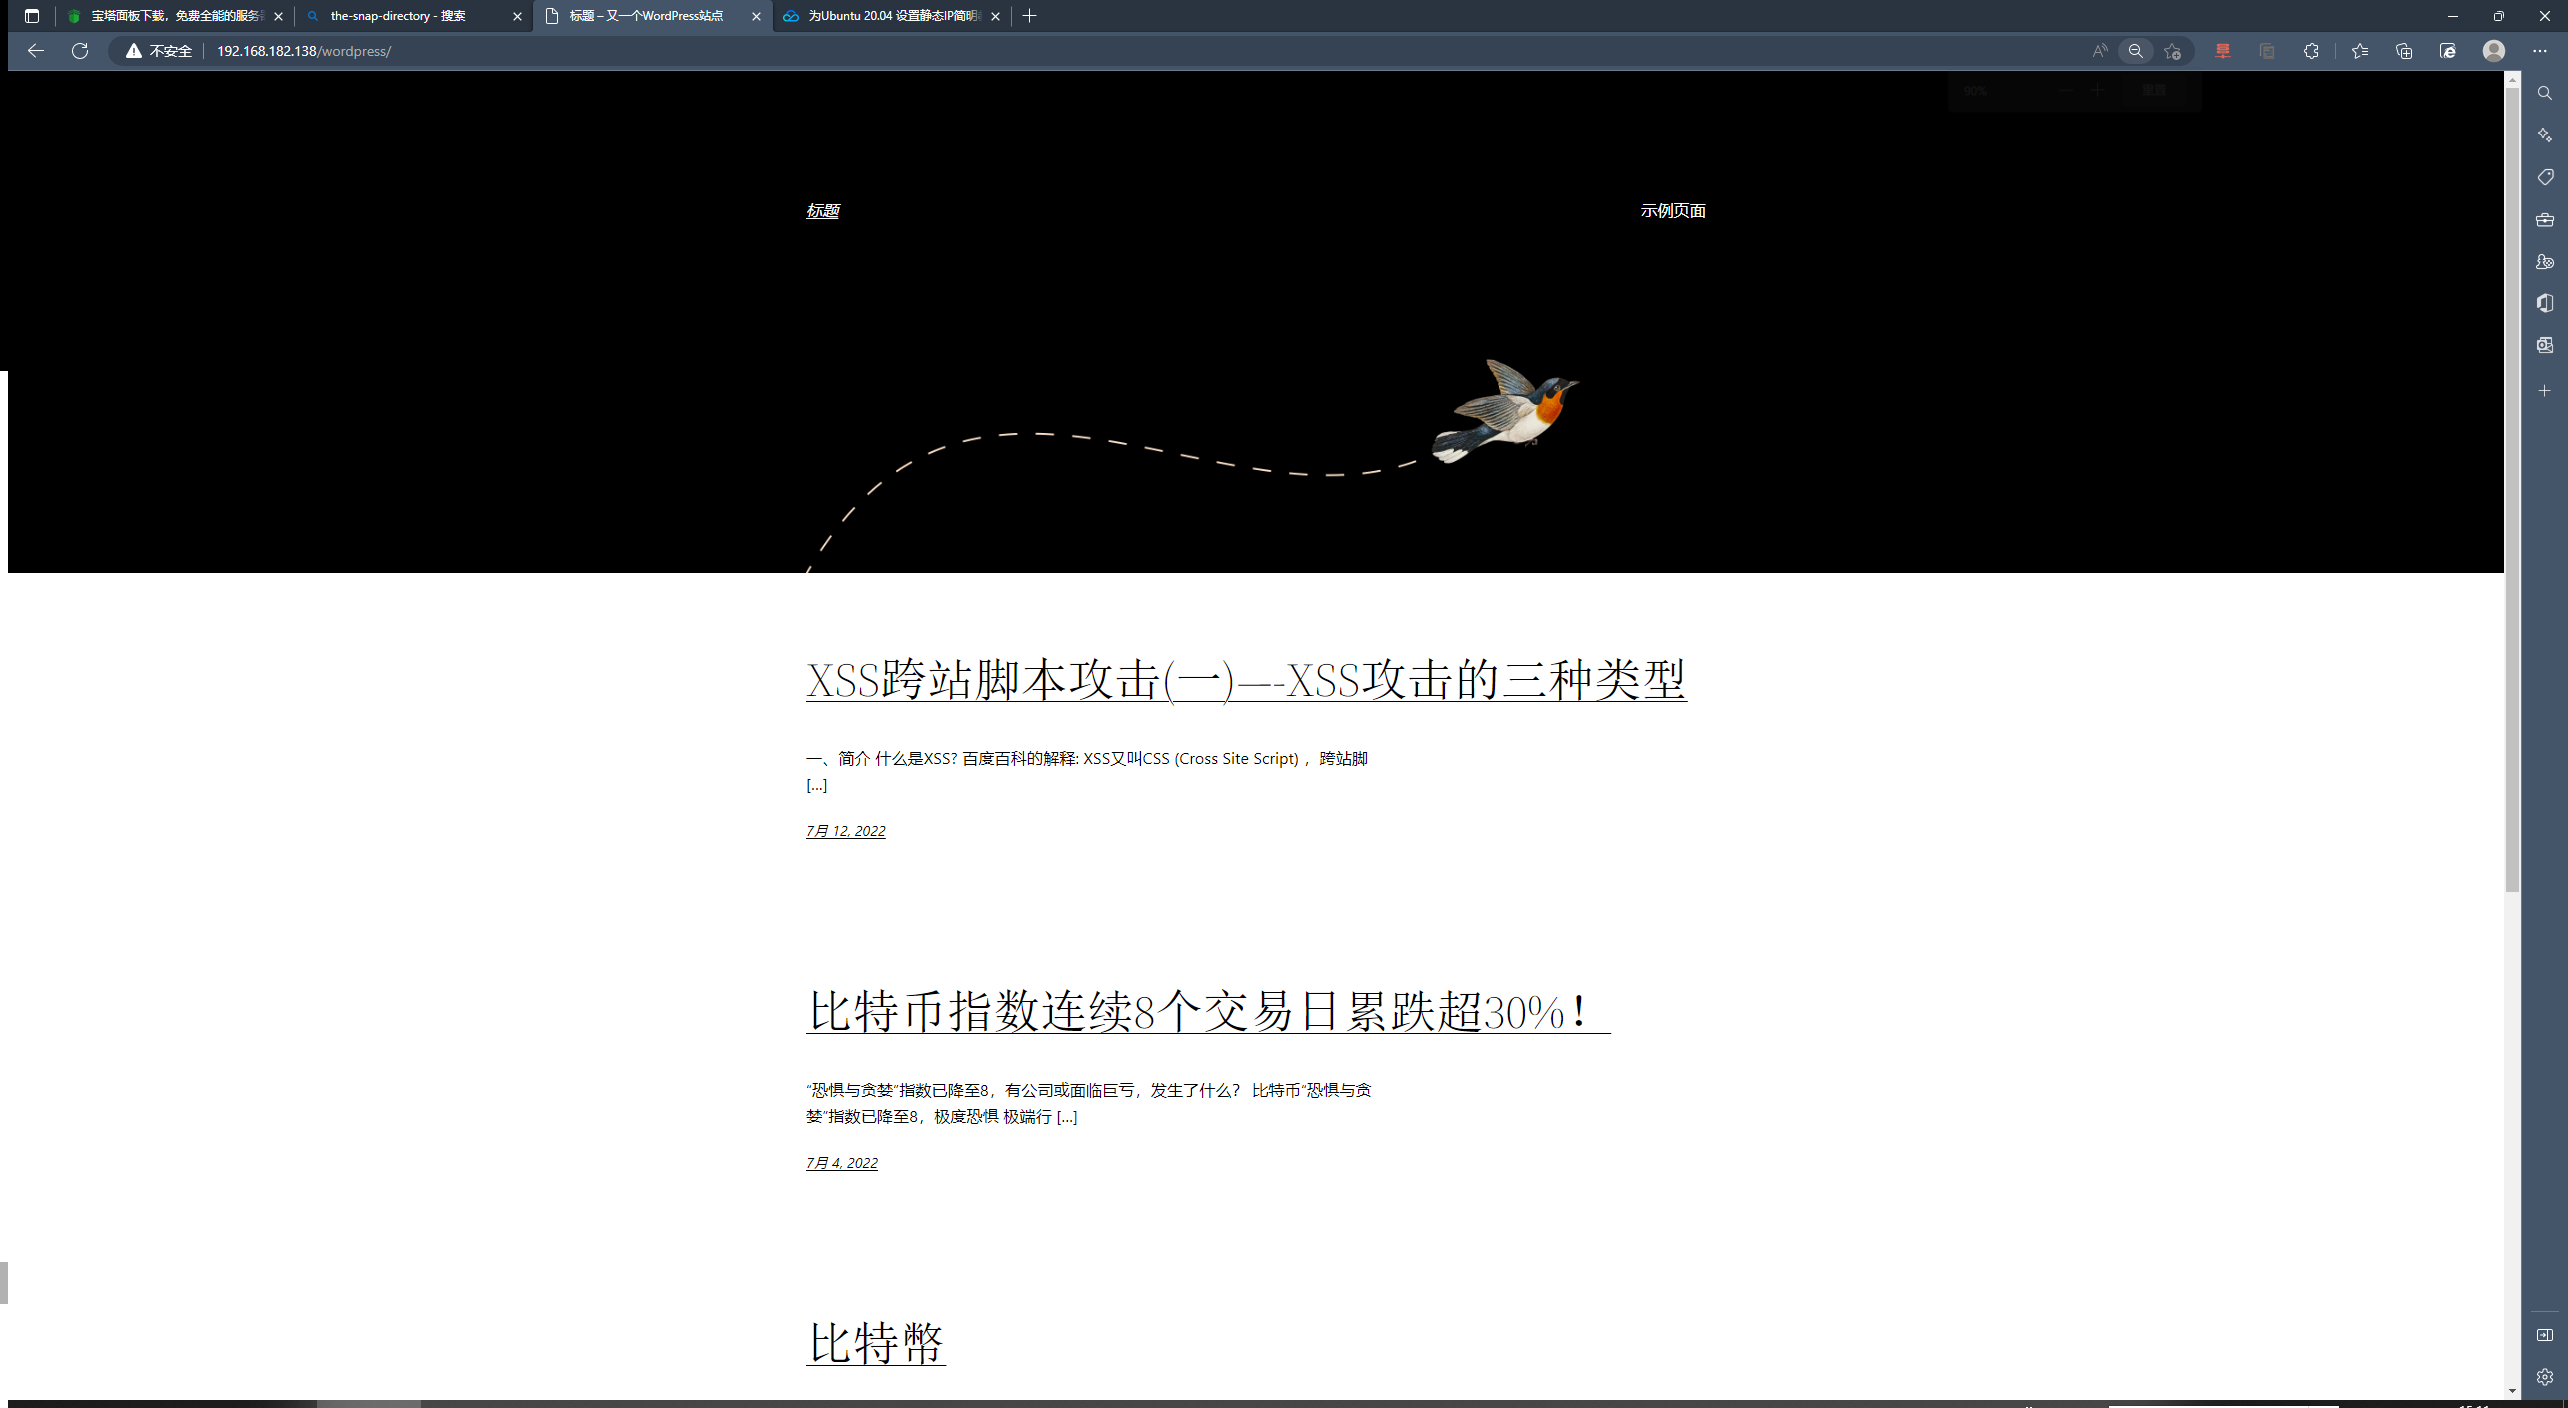 宝塔面板下载，免费全能的服务
the-snap-directory - 搜索
标题 – 又一个WordPress站点
为Ubuntu 20.04 设置静态IP简明
不安全
192.168.182.138/wordpress/
90%
标题
示例页面
XSS跨站脚本攻击(一)—-XSS攻击的三种类型
一、简介 什么是XSS? 百度百科的解释: XSS又叫CSS (Cross Site Script) ，跨站脚
[…]
7月 12, 2022
比特币指数连续8个交易日累跌超30%！
“恐惧与贪婪”指数已降至8，有公司或面临巨亏，发生了什么？ 比特币“恐惧与贪
婪”指数已降至8，极度恐惧 极端行 […]
7月 4, 2022
比特幣